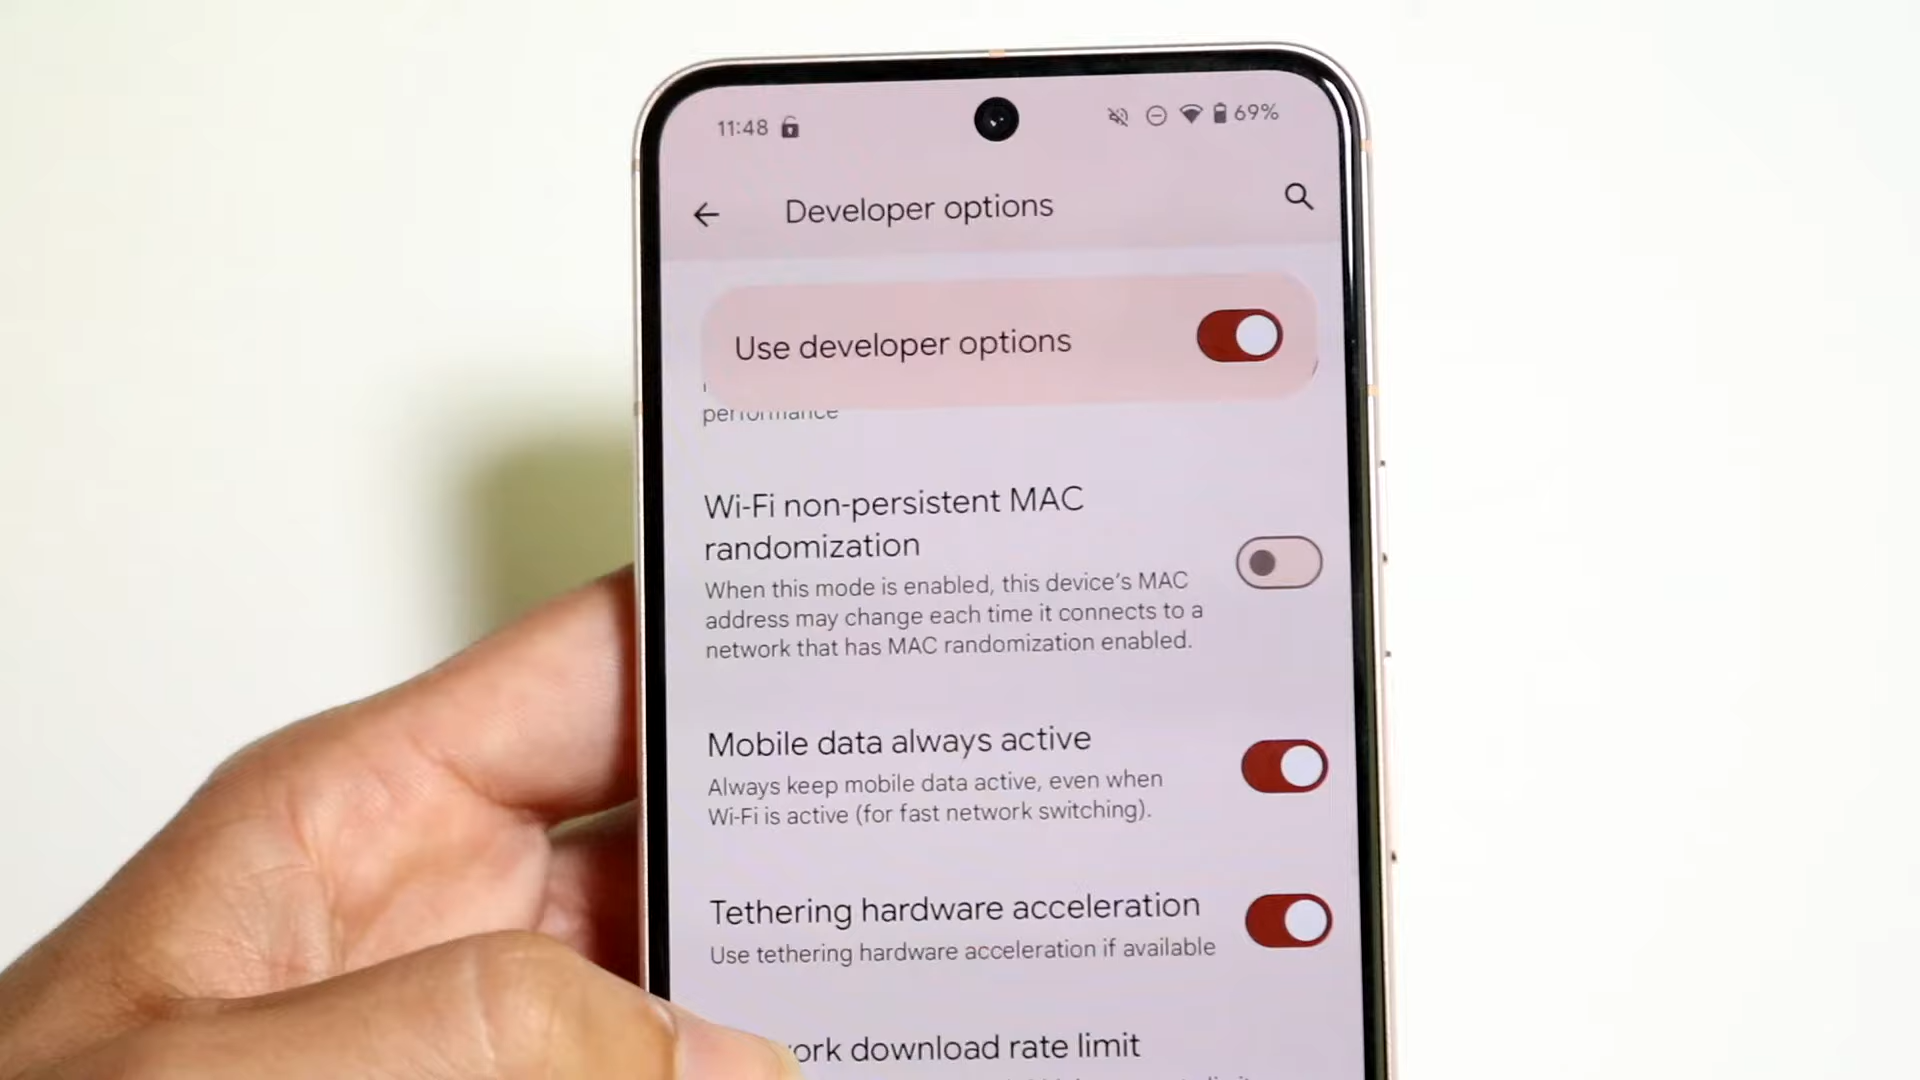 11:48 69%
Developer options
Use developer options
performance
Wi-Fi non-persistent MAC
randomization
When this mode is enabled, this device's MAC
address may change each time it connects to a
network that has MAC randomization enabled.
Mobile data always active
Always keep mobile data active, even when
Wi-Fi is active (for fast network switching).
Tethering hardware acceleration
Use tethering hardware acceleration if available
ork download rate limit